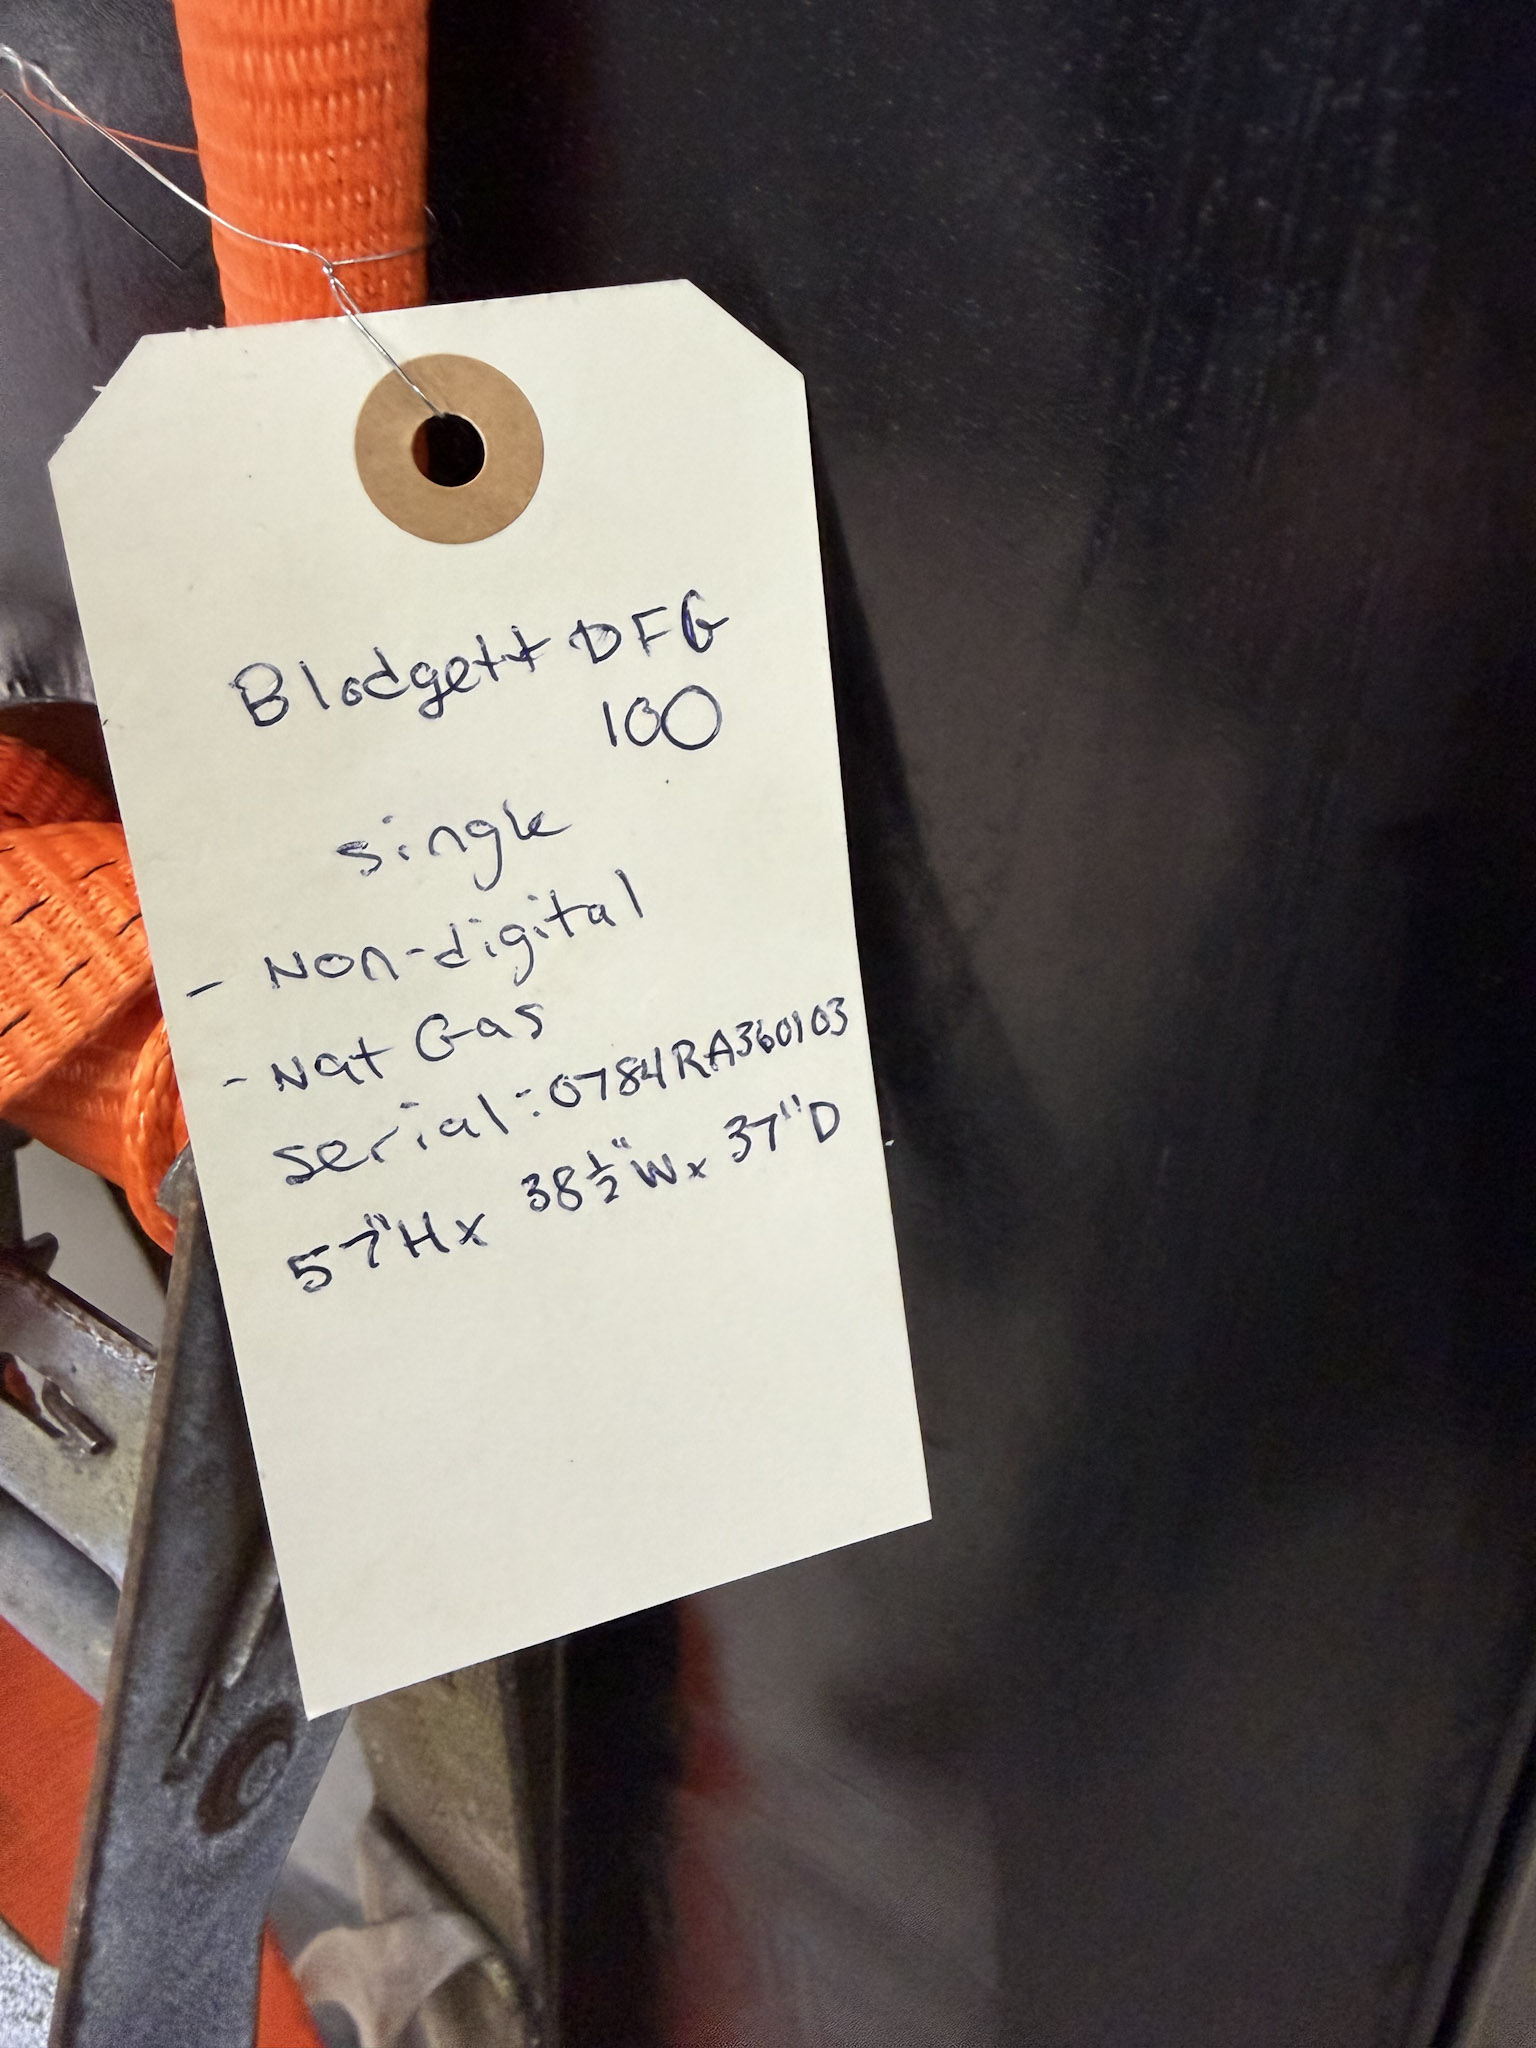 Blodgett DFG
100
single
- Non-digital
- Nat Gas
serial: 0784RA360103
57"H x 38½"W x 37"D